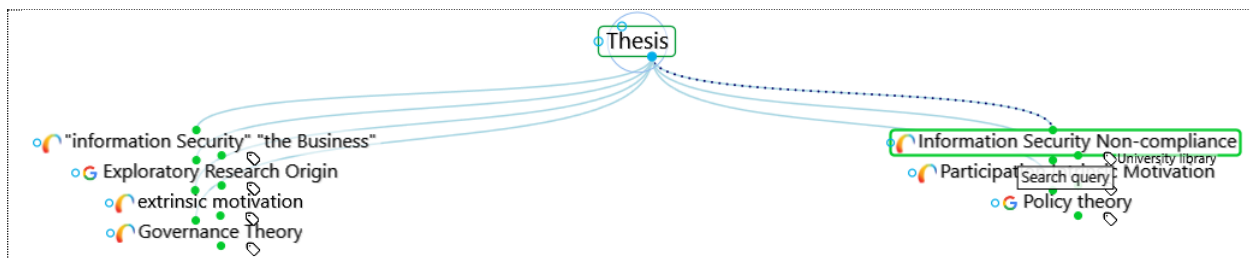 Thesis
"information Security" "the Business"
Exploratory Research Origin
extrinsic motivation
Governance Theory
Information Security Non-compliance
University library
Motivation
Search query
Policy theory